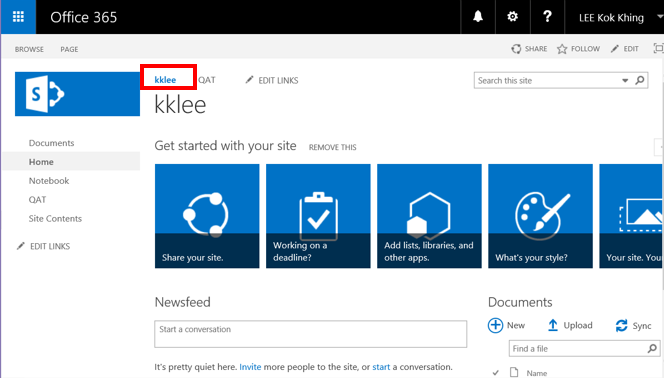 Office 365
? LEE Kok Khing
BROWSE PAGE
SHARE FOLLOW EDIT
S
kklee QAT EDIT LINKS
Search this site
kklee
Documents
Home
Notebook
QAT
Site Contents
EDIT LINKS
Get started with your site REMOVE THIS
Share your site.
Working on a
deadline?
Add lists, libraries, and
other apps.
What's your style?
Your site. You
Newsfeed
Start a conversation
It's pretty quiet here. Invite more people to the site, or start a conversation.
Documents
New Upload Sync
Find a file
Name